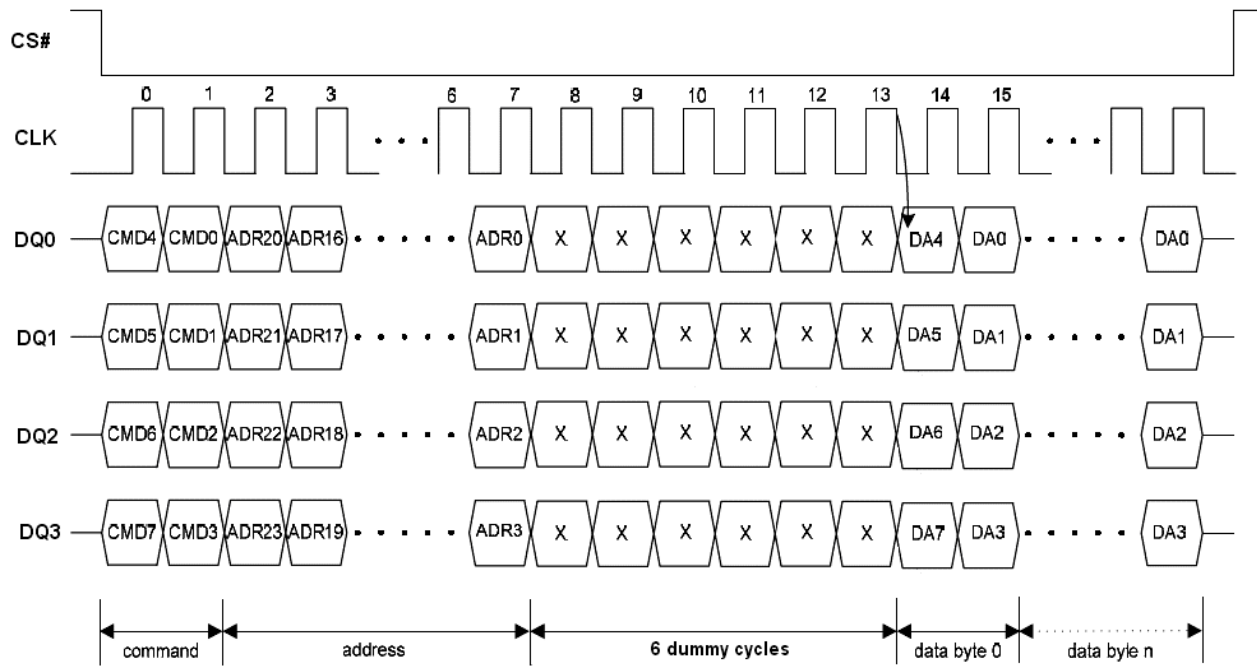 CS#
0 1 2 3 6 7 8 9 10 11 12 13 14 15
CLK
DQ0 CMD4 CMD0 ADR20 ADR16 ADR0 X X X X X X DA4 DA0 DA0
DQ1 CMD5 CMD1 ADR21 ADR17 ADR1 X X X X X X DA5 DA1 DA1
DQ2 CMD6 CMD2 ADR22 ADR18 ADR2 X X X X X X DA6 DA2 DA2
DQ3 CMD7 CMD3 ADR23 ADR19 ADR3 X X X X X X DA7 DA3 DA3
command address 6 dummy cycles data byte 0 data byte n